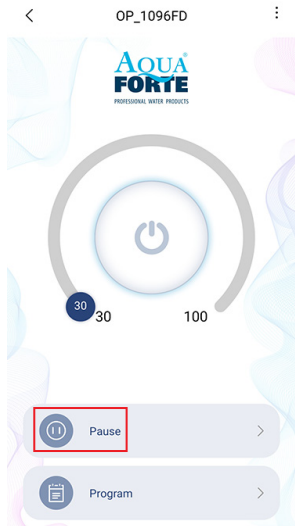 OP_1096FD
AQUA
FORTE
PROFESSIONAL WATER PRODUCTS
30
30 100
Pause
Program